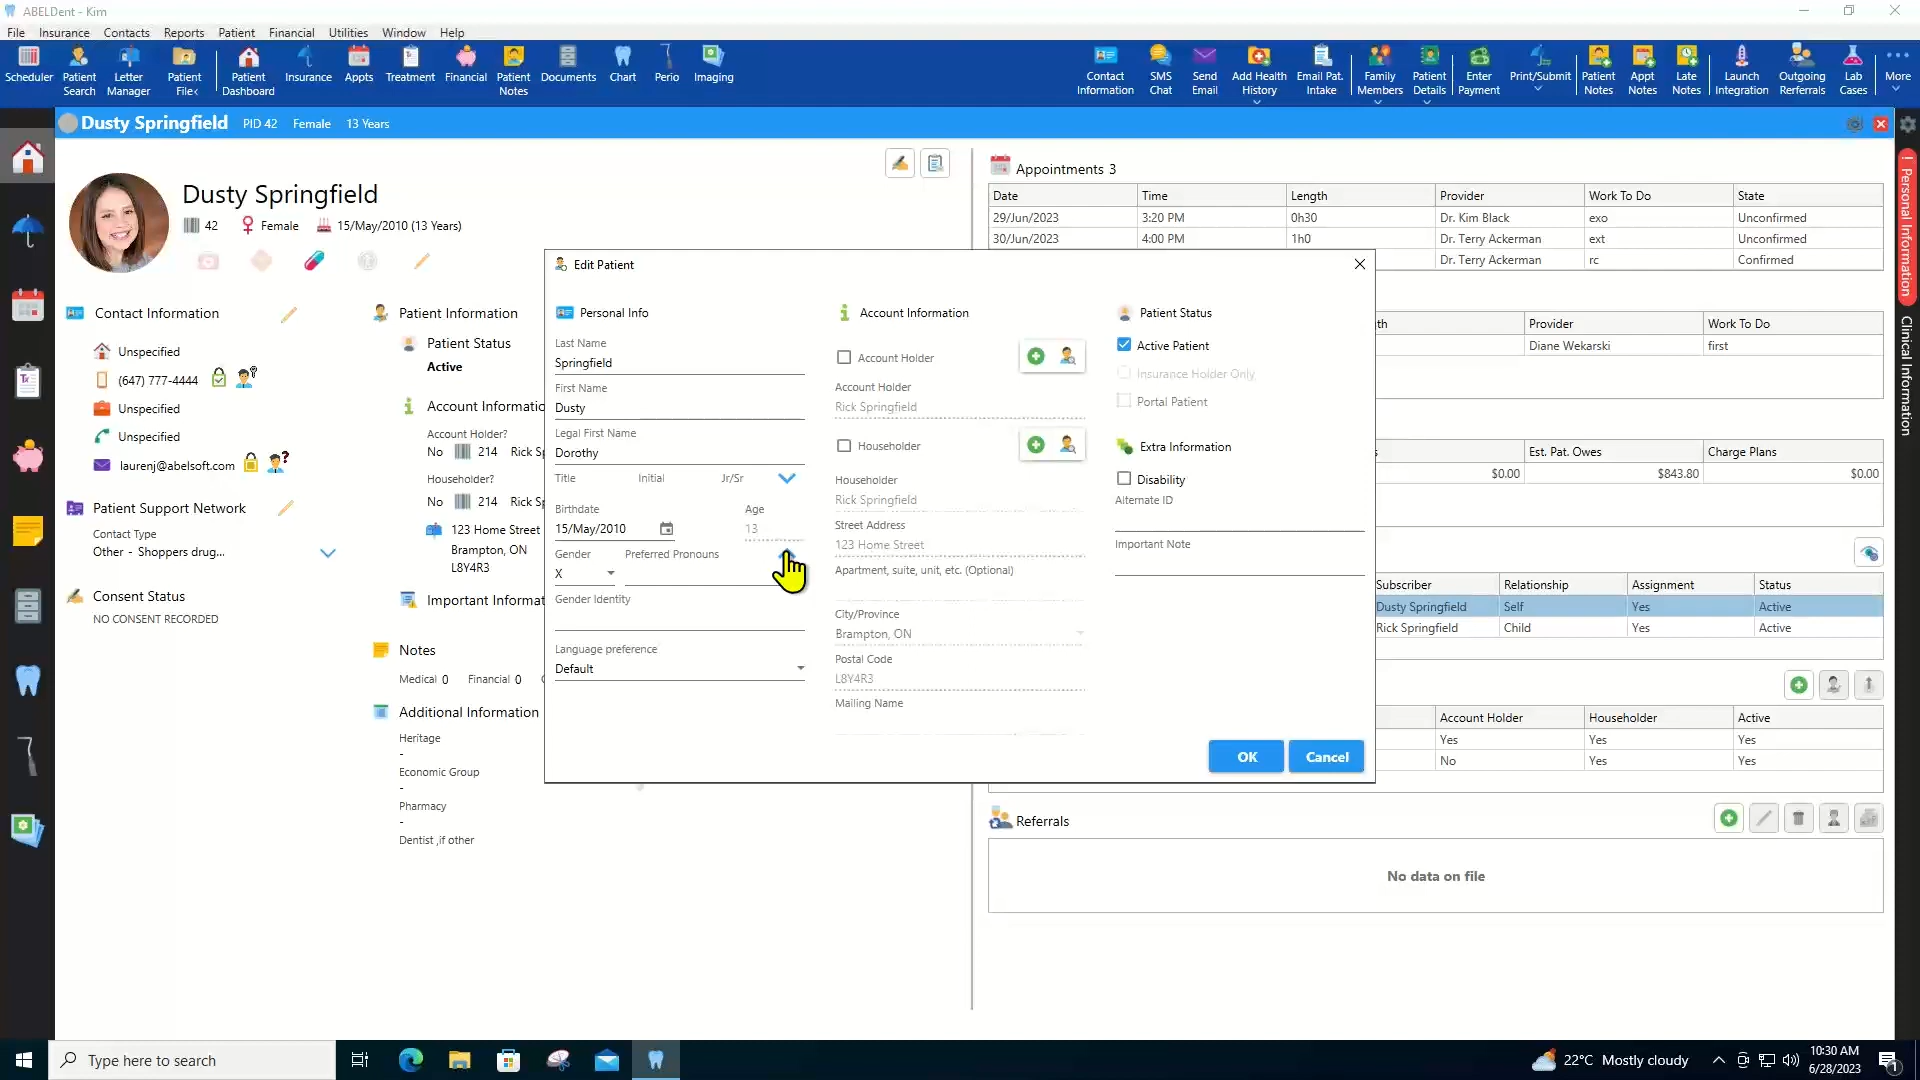 ABELDent - Kim
File Insurance Contacts Reports Patient Financial Utilities Window Help
Scheduler
Patient Search
Letter Manager
Patient File<
Patient Dashboard
Insurance
Appts
Treatment
Financial
Patient Notes
Documents
Chart
Perio
Imaging
Contact Information
SMS Chat
Send Email
Add Health History
Email Pat. Intake
Family Members
Patient Details
Enter Payment
Print/Submit
Patient Notes
Appt Notes
Late Notes
Launch Integration
Outgoing Rerferrals
Lab Cases
More
Dusty Springfield PID 42 Female 13 Years
Dusty Springfield
42 Female 15/May/2010 (13 Years)
Contact Information
Unspecified
(647) 777-4444
Unspecified
Unspecified
laurenj@abelsoft.com
Patient Support Network
Contact Type
Other - Shoppers drug...
Consent Status
NO CONSENT RECORDED
Patient Information
Patient Status
Active
Account Informatio
Account Holder?
No 214 Rick S
Householder?
No 214 Rick S
123 Home Street
Brampton, ON
L8Y4R3
Important Informat
Notes
Medical 0 Financial 0
Additional Information
Heritage
-
Economic Group
-
Pharmacy
-
Dentist ,if other
Edit Patient
Personal Info
Last Name
Springfield
First Name
Dusty
Legal First Name
Dorothy
Title Initial Jr/Sr
Birthdate Age
15/May/2010 13
Gender Preferred Pronouns
X
Gender Identity
Language preference
Default
Account Information
Account Holder
Account Holder
Rick Springfield
Householder
Householder
Rick Springfield
Street Address
123 Home Street
Apartment, suite, unit, etc. (Optional)
City/Province
Brampton, ON
Postal Code
L8Y4R3
Mailing Name
Patient Status
Active Patient
Insurance Holder Only
Portal Patient
Extra Information
Disability
Alternate ID
Important Note
OK Cancel
Appointments 3
Date Time Length Provider Work To Do State
29/Jun/2023 3:20 PM 0h30 Dr. Kim Black exo Unconfirmed
30/Jun/2023 4:00 PM 1h0 Dr. Terry Ackerman ext Unconfirmed
Dr. Terry Ackerman rc Confirmed
th Provider Work To Do
Diane Wekarski first
Est. Pat. Owes Charge Plans
$0.00 $843.80 $0.00
Subscriber Relationship Assignment Status
Dusty Springfield Self Yes Active
Rick Springfield Child Yes Active
Account Holder Householder Active
Yes Yes Yes
No Yes Yes
Referrals
No data on file
! Personal Information
Clinical Information
Type here to search
22°C Mostly cloudy
10:30 AM
6/28/2023
1